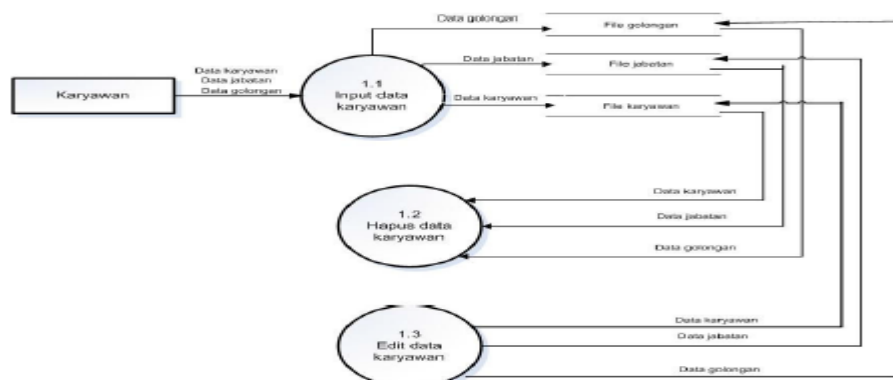 Data golongan
File golongan
Data karyawan
Data jabatan
Data golongan
Karyawan
1.1
Input data
karyawan
Data jabatan
File jabatan
Data karyawan
File karyawan
1.2
Hapus data
karyawan
Data karyawan
Data jabatan
Data golongan
1.3
Edit data
karyawan
Data karyawan
Data jabatan
Data golongan